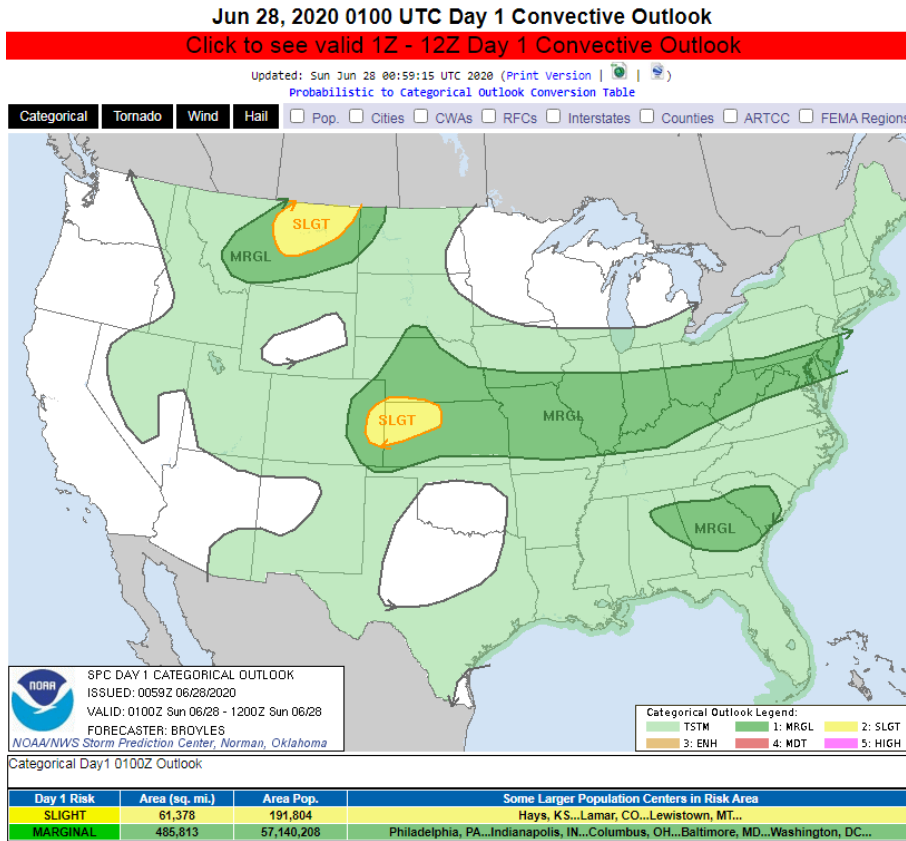 Jun 28, 2020 0100 UTC Day 1 Convective Outlook
Click to see valid 1Z - 12Z Day 1 Convective Outlook
Updated: Sun Jun 28 00:59:15 UTC 2020 (Print Version | | )
Probabilistic to Categorical Outlook Conversion Table
Categorical Tornado Wind Hail Pop. Cities CWAs RFCs Interstates Counties ARTCC FEMA Regions
SLGT
MRGL
SLGT
MRGL
MRGL
NOAA
SPC DAY 1 CATEGORICAL OUTLOOK
ISSUED: 0059Z 06/28/2020
VALID: 0100Z Sun 06/28 - 1200Z Sun 06/28
FORECASTER: BROYLES
NOAA/NWS Storm Prediction Center, Norman, Oklahoma
Categorical Outlook Legend:
TSTM 1: MRGL 2: SLGT
3: ENH 4: MDT 5: HIGH
Categorical Day1 0100Z Outlook
Day 1 Risk Area (sq. mi.) Area Pop. Some Larger Population Centers in Risk Area
SLIGHT 61,378 191,804 Hays, KS...Lamar, CO...Lewistown, MT...
MARGINAL 485,813 57,140,208 Philadelphia, PA...Indianapolis, IN...Columbus, OH...Baltimore, MD...Washington, DC...